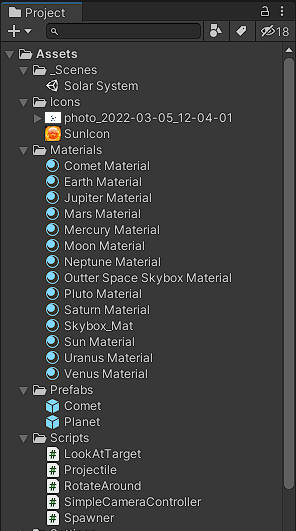 Project
18
Assets
_Scenes
Solar System
Icons
photo_2022-03-05_12-04-01
SunIcon
Materials
Comet Material
Earth Material
Jupiter Material
Mars Material
Mercury Material
Moon Material
Neptune Material
Outter Space Skybox Material
Pluto Material
Saturn Material
Skybox_Mat
Sun Material
Uranus Material
Venus Material
Prefabs
Comet
Planet
Scripts
# LookAtTarget
# Projectile
# RotateAround
# SimpleCameraController
# Spawner